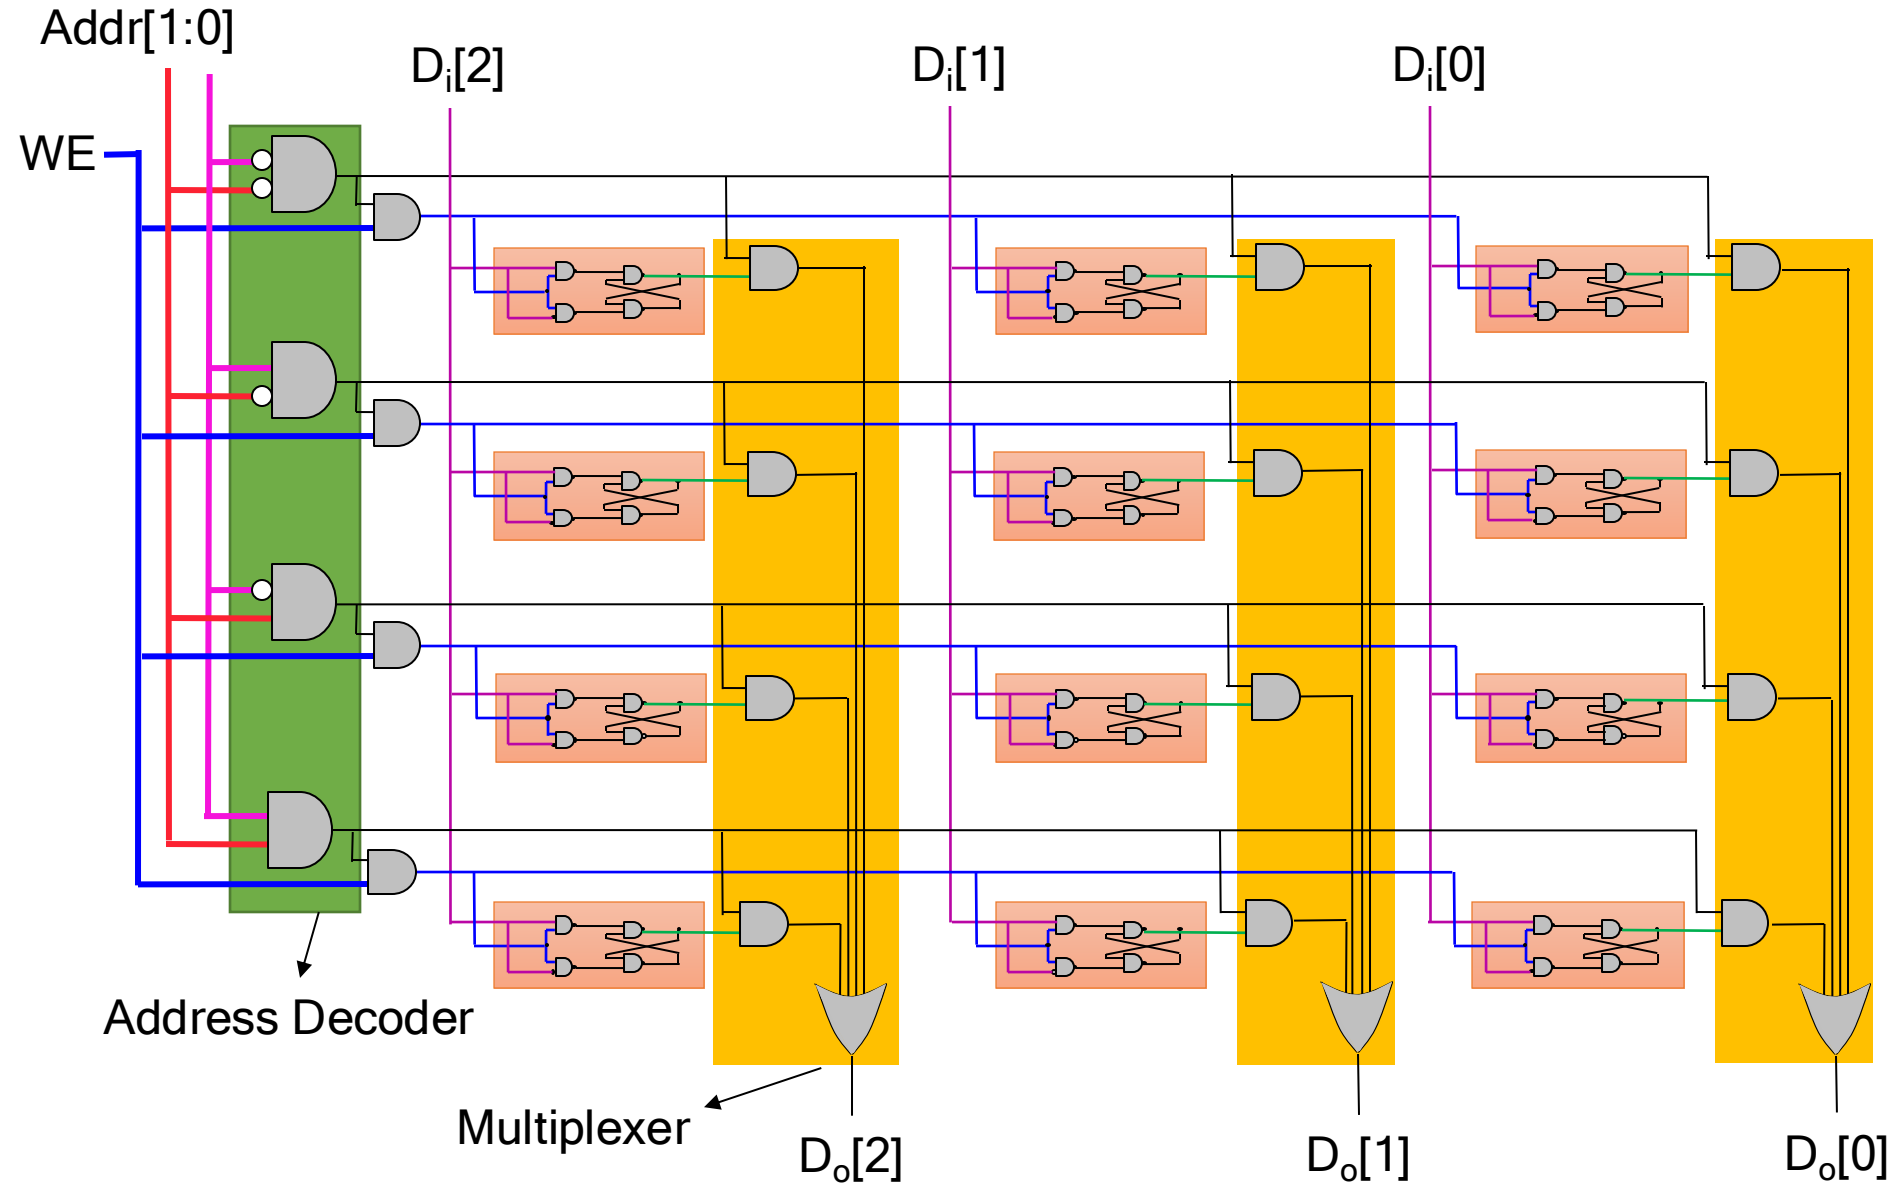 Addr[1:0]
Di[2]
Di[1]
Di[0]
WE
Address Decoder
Multiplexer
Do[2]
Do[1]
Do[0]